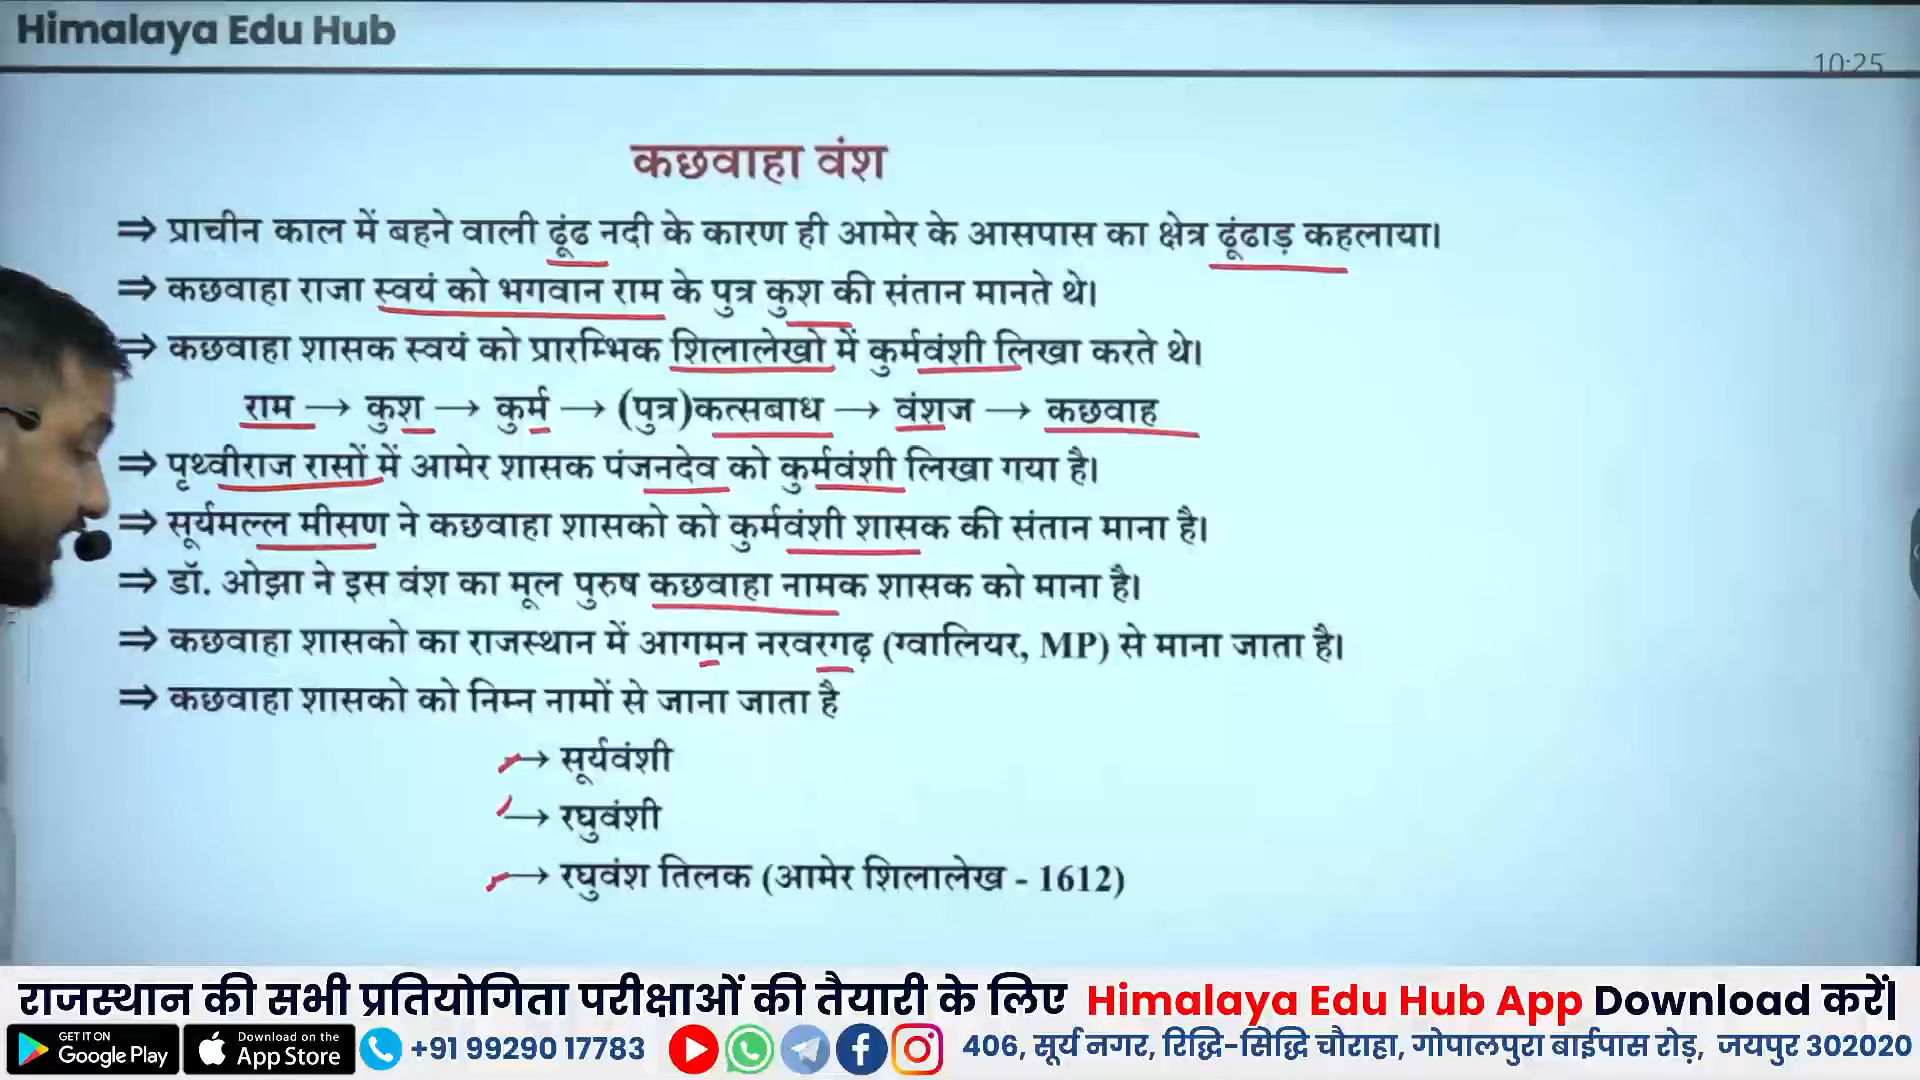 Himalaya Edu Hub
10:25
कछवाहा वंश
⇒ प्राचीन काल में बहने वाली ढूंढ नदी के कारण ही आमेर के आसपास का क्षेत्र ढूंढाड़ कहलाया।
⇒ कछवाहा राजा स्वयं को भगवान राम के पुत्र कुश की संतान मानते थे।
⇒ कछवाहा शासक स्वयं को प्रारम्भिक शिलालेखो में कुर्मवंशी लिखा करते थे।
राम → कुश → कुर्म → (पुत्र)कत्सबाध → वंशज → कछवाह
⇒ पृथ्वीराज रासों में आमेर शासक पंजनदेव को कुर्मवंशी लिखा गया है।
⇒ सूर्यमल्ल मीसण ने कछवाहा शासको को कुर्मवंशी शासक की संतान माना है।
⇒ डॉ. ओझा ने इस वंश का मूल पुरुष कछवाहा नामक शासक को माना है।
⇒ कछवाहा शासको का राजस्थान में आगमन नरवरगढ़ (ग्वालियर, MP) से माना जाता है।
⇒ कछवाहा शासको को निम्न नामों से जाना जाता है
→ सूर्यवंशी
→ रघुवंशी
→ रघुवंश तिलक (आमेर शिलालेख - 1612)
राजस्थान की सभी प्रतियोगिता परीक्षाओं की तैयारी के लिए Himalaya Edu Hub App Download करें|
GET IT ON Google Play Download on the App Store +91 99290 17783 406, सूर्य नगर, रिद्धि-सिद्धि चौराहा, गोपालपुरा बाईपास रोड़, जयपुर 302020